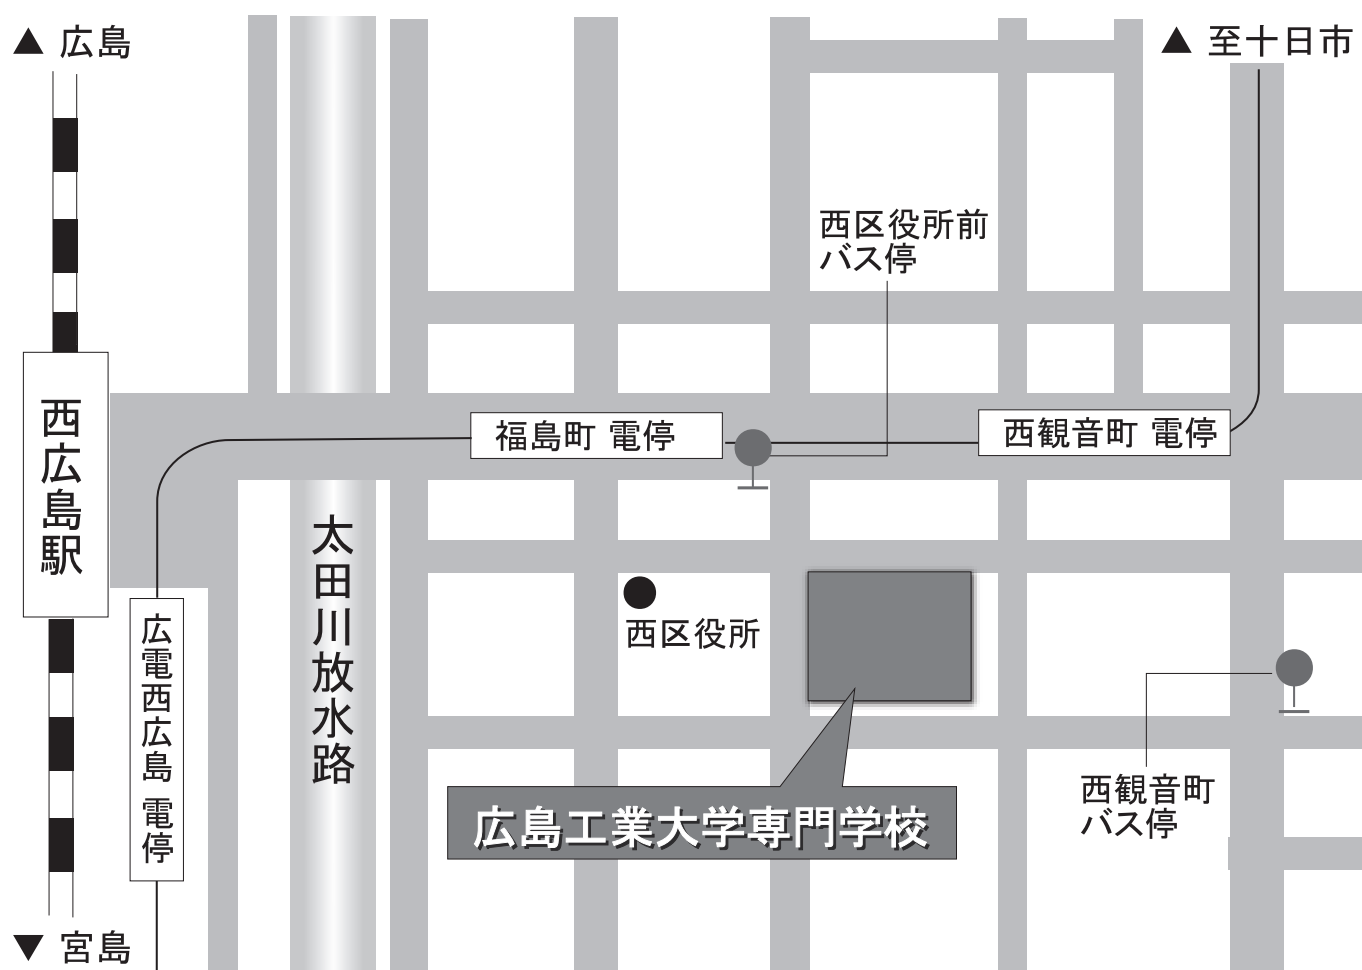 ▲ 広島
▲ 至十日市
西区役所前
バス停
西広島駅
福島町 電停
西観音町 電停
太田川放水路
西区役所
広電西広島 電停
西観音町
バス停
広島工業大学専門学校
▼ 宮島